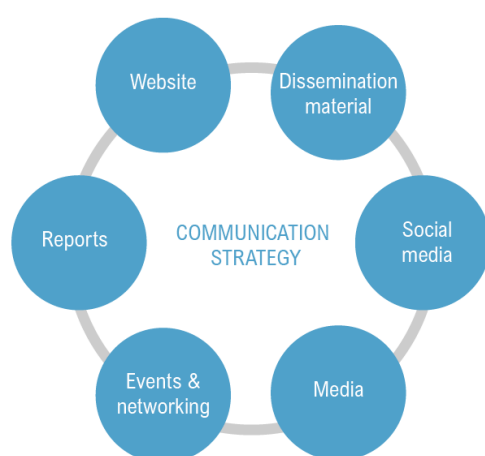 Website
Dissemination
material
Reports
COMMUNICATION
STRATEGY
Social
media
Events &
networking
Media